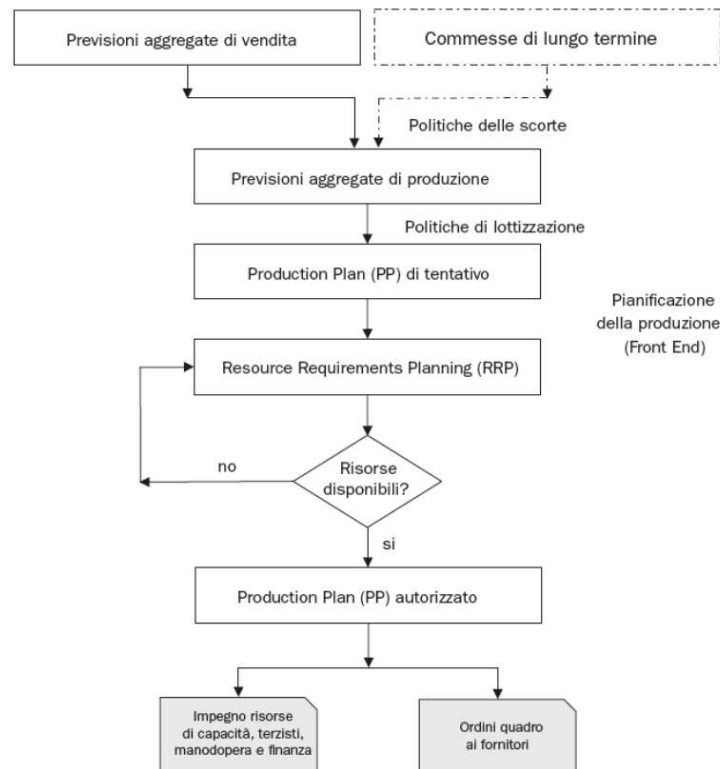 Previsioni aggregate di vendita
Commesse di lungo termine
Politiche delle scorte
Previsioni aggregate di produzione
Politiche di lottizzazione
Production Plan (PP) di tentativo
Pianificazione
della produzione
(Front End)
Resource Requirements Planning (RRP)
no
Risorse
disponibili?
si
Production Plan (PP) autorizzato
Impegno risorse
di capacità, terzisti,
manodopera e finanza
Ordini quadro
ai fornitori